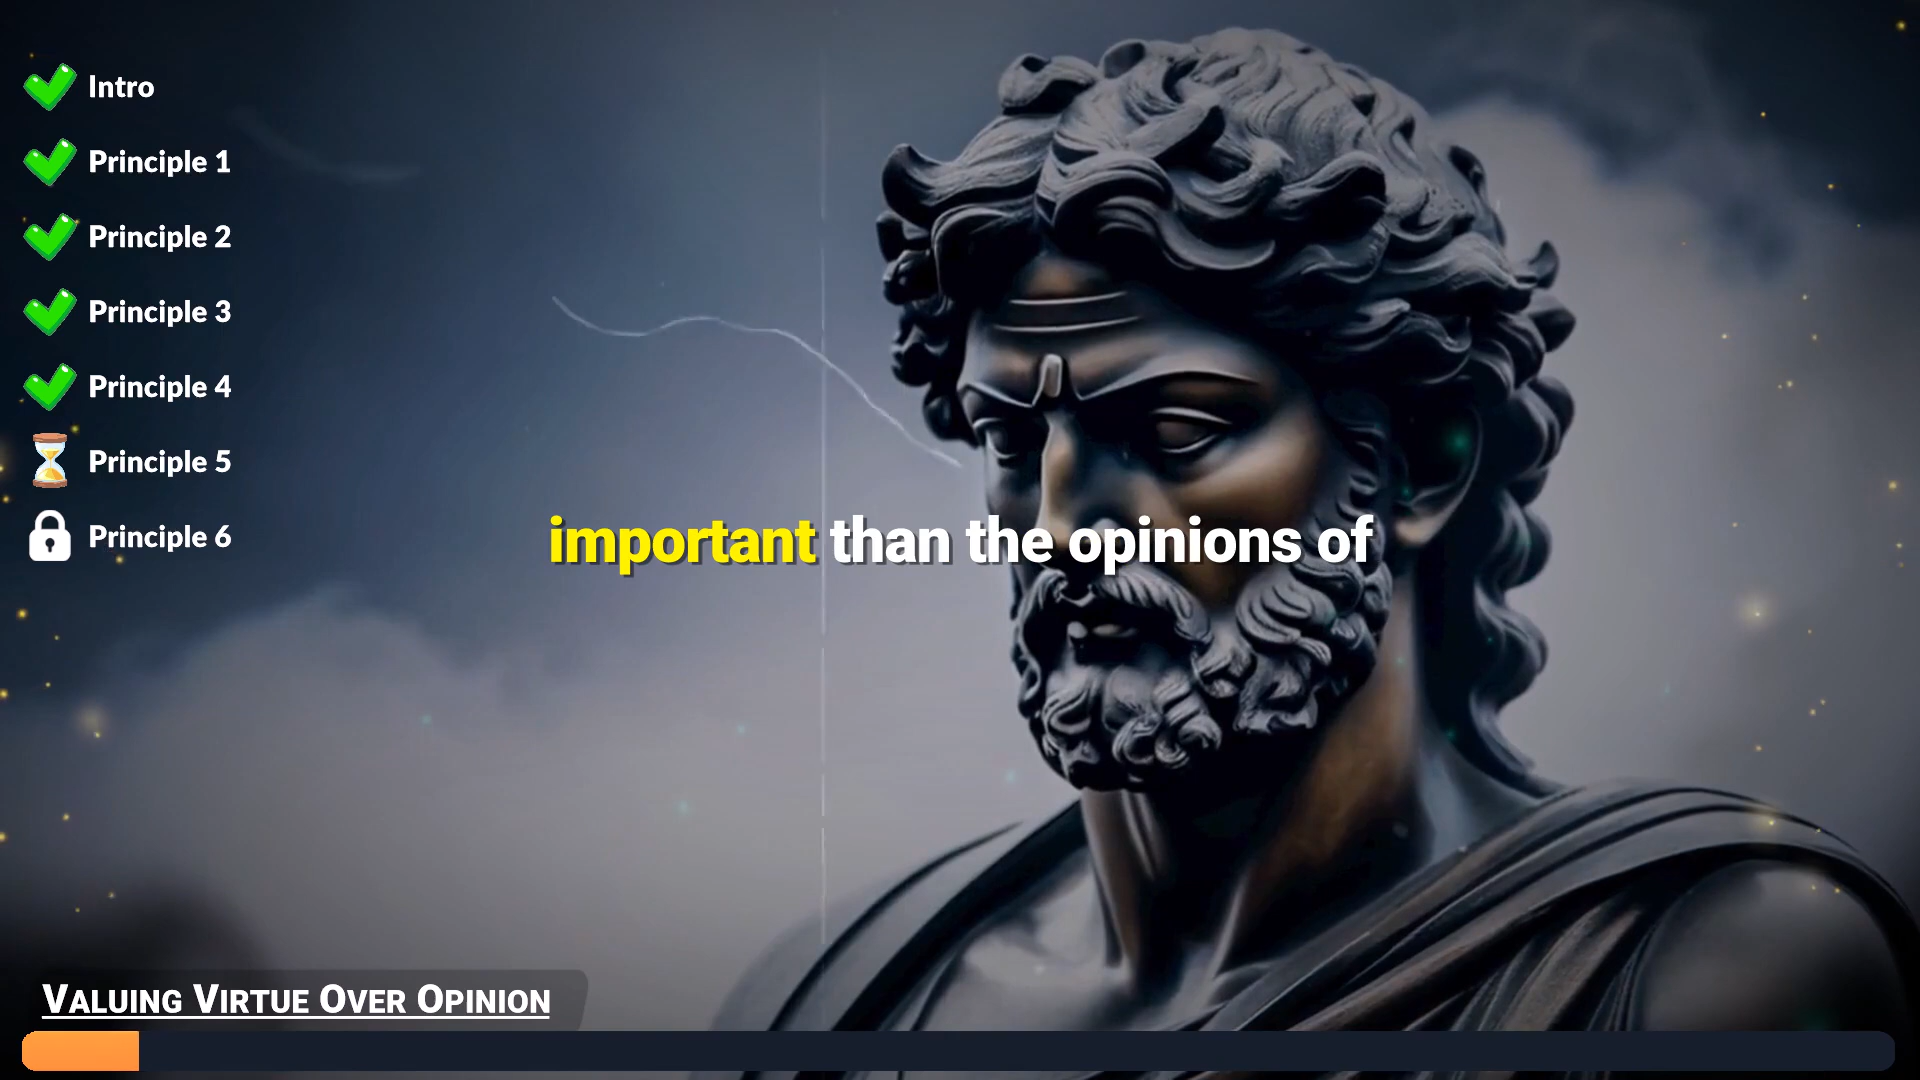 Intro
Principle 1
Principle 2
Principle 3
Principle 4
Principle 5
Principle 6
important than the opinions of
Valuing Virtue Over Opinion